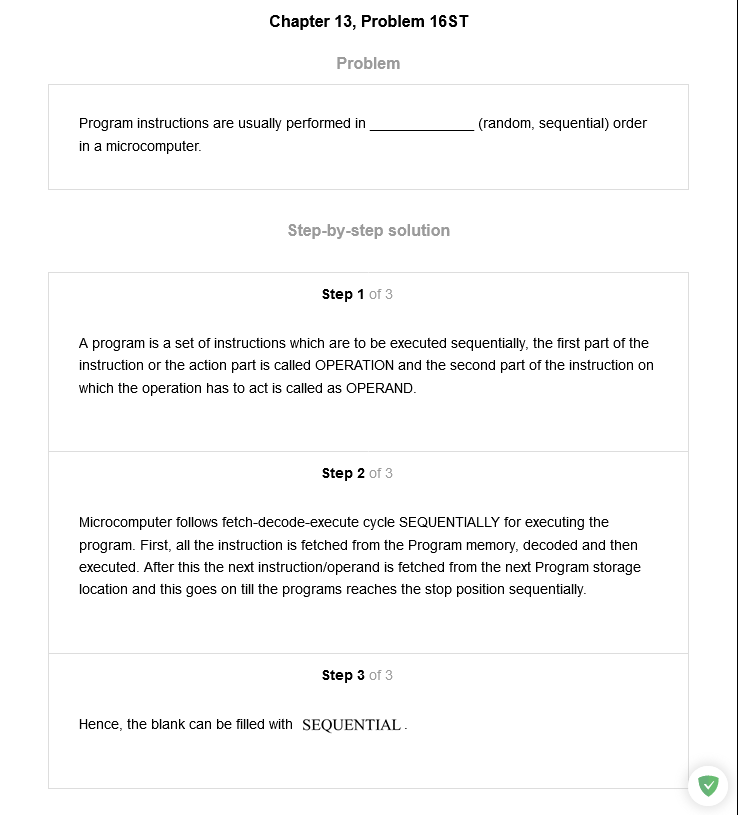 Chapter 13, Problem 16ST
Problem
Program instructions are usually performed in _____________ (random, sequential) order
in a microcomputer.
Step-by-step solution
Step 1 of 3
A program is a set of instructions which are to be executed sequentially, the first part of the
instruction or the action part is called OPERATION and the second part of the instruction on
which the operation has to act is called as OPERAND.
Step 2 of 3
Microcomputer follows fetch-decode-execute cycle SEQUENTIALLY for executing the
program. First, all the instruction is fetched from the Program memory, decoded and then
executed. After this the next instruction/operand is fetched from the next Program storage
location and this goes on till the programs reaches the stop position sequentially.
Step 3 of 3
Hence, the blank can be filled with SEQUENTIAL.